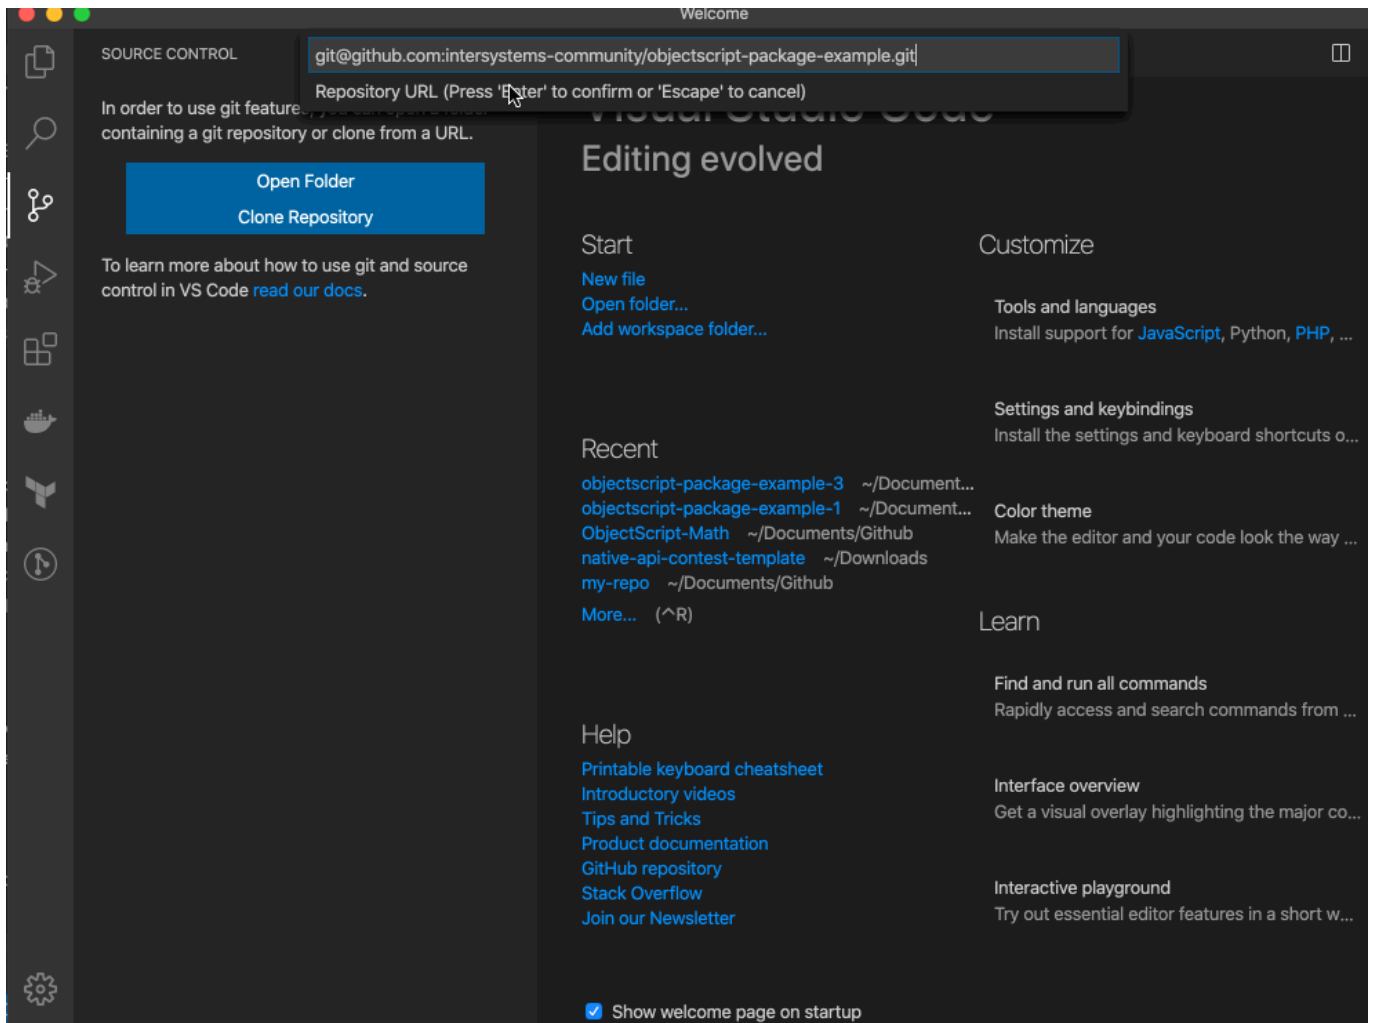 Welcome
SOURCE CONTROL
git@github.com:intersystems-community/objectscript-package-example.git
Repository URL (Press 'Enter' to confirm or 'Escape' to cancel)
In order to use git features, you can open a folder
containing a git repository or clone from a URL.
Open Folder
Clone Repository
To learn more about how to use git and source
control in VS Code read our docs.
Visual Studio Code
Editing evolved
Start
New file
Open folder...
Add workspace folder...
Recent
objectscript-package-example-3 ~/Document...
objectscript-package-example-1 ~/Document...
ObjectScript-Math ~/Documents/Github
native-api-contest-template ~/Downloads
my-repo ~/Documents/Github
More... (^R)
Help
Printable keyboard cheatsheet
Introductory videos
Tips and Tricks
Product documentation
GitHub repository
Stack Overflow
Join our Newsletter
Show welcome page on startup
Customize
Tools and languages
Install support for JavaScript, Python, PHP, ...
Settings and keybindings
Install the settings and keyboard shortcuts o...
Color theme
Make the editor and your code look the way ...
Learn
Find and run all commands
Rapidly access and search commands from ...
Interface overview
Get a visual overlay highlighting the major co...
Interactive playground
Try out essential editor features in a short w...